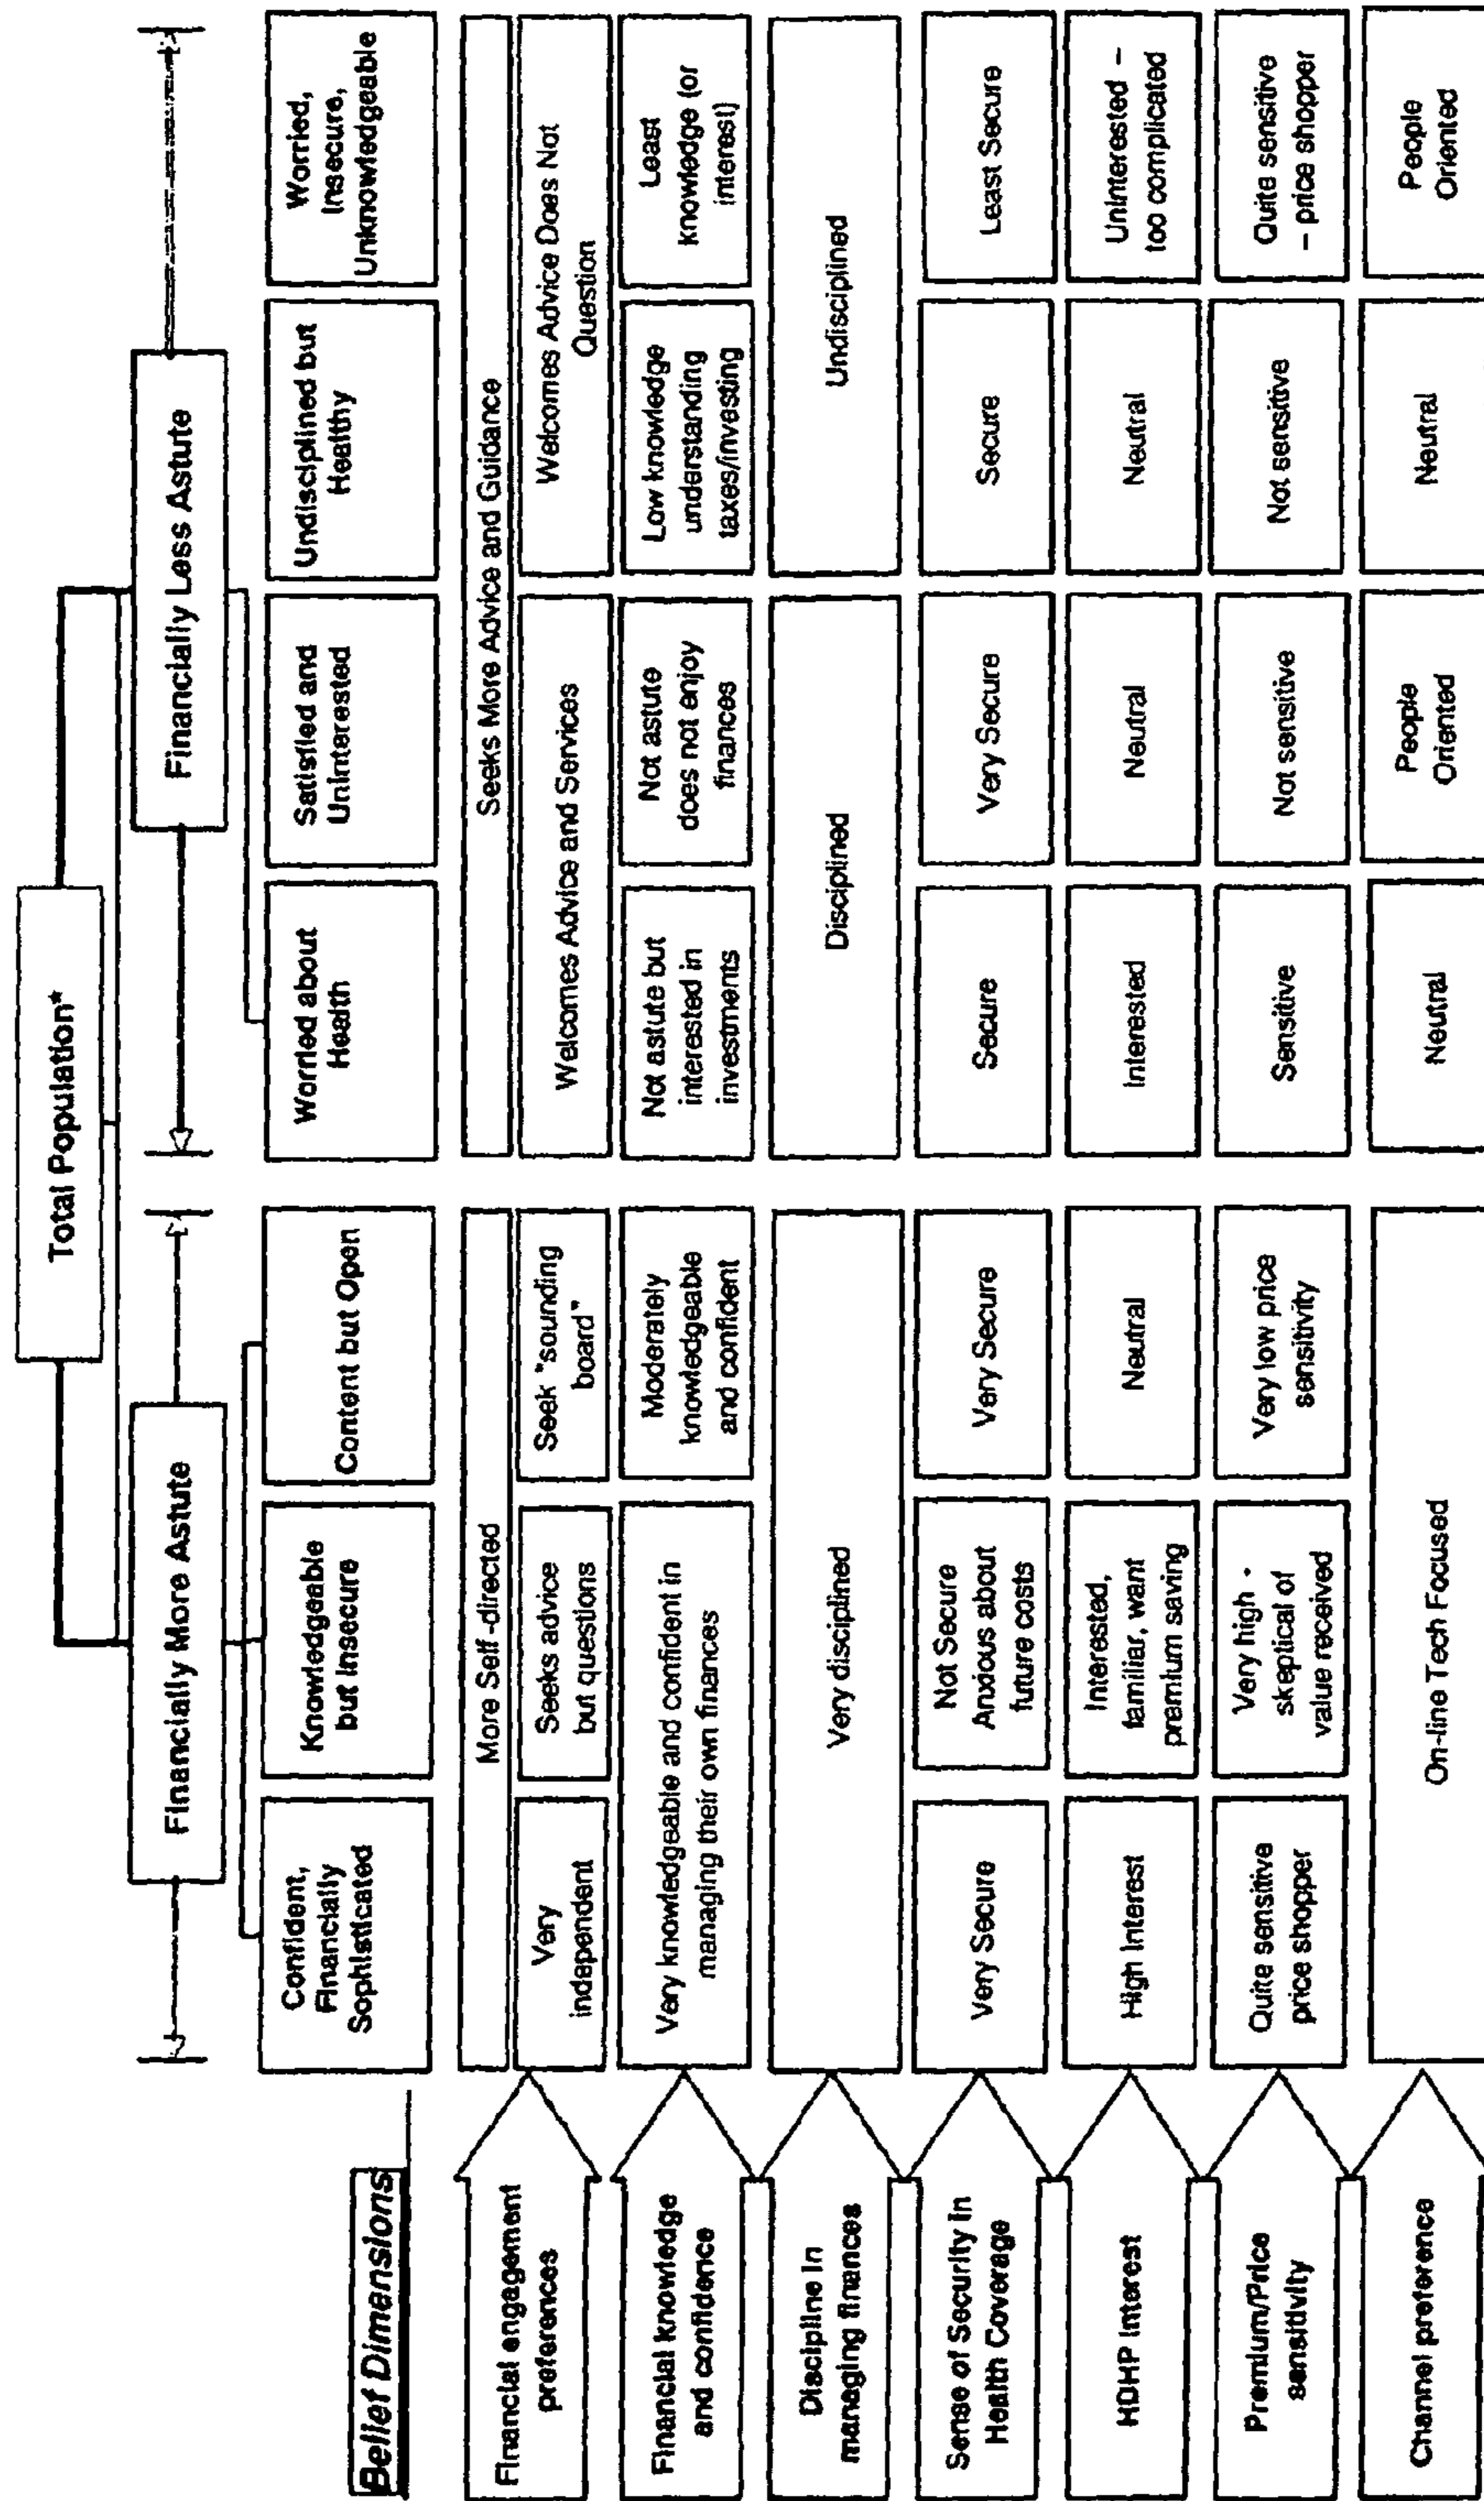 Total Population*
Financially More Astute
Financially Less Astute
Belief Dimensions
Confident,
Financially
Sophisticated
Knowledgeable
but Insecure
Content but Open
Worried about
Health
Satisfied and
Uninterested
Undisciplined but
Healthy
Worried,
Insecure,
Unknowledgeable
Financial engagement
preferences
More Self-directed
Seeks More Advice and Guidance
Very
independent
Seeks advice
but questions
Seek "sounding
board"
Welcomes Advice and Services
Welcomes Advice Does Not
Question
Financial knowledge
and confidence
Very knowledgeable and confident in
managing their own finances
Moderately
knowledgeable
and confident
Not astute but
interested in
investments
Not astute
does not enjoy
finances
Low knowledge
understanding
taxes/investing
Least
knowledge (or
interest)
Discipline in
managing finances
Very disciplined
Disciplined
Undisciplined
Sense of Security in
Health Coverage
Very Secure
Not Secure
Anxious about
future costs
Very Secure
Secure
Very Secure
Secure
Least Secure
HDHP Interest
High Interest
Interested,
familiar, want
premium saving
Neutral
Interested
Neutral
Neutral
Uninterested –
too complicated
Premium/Price
sensitivity
Quite sensitive
price shopper
Very high -
skeptical of
value received
Very low price
sensitivity
Sensitive
Not sensitive
Not sensitive
Quite sensitive
– price shopper
Channel preference
On-line Tech Focused
Neutral
People
Oriented
Neutral
People
Oriented